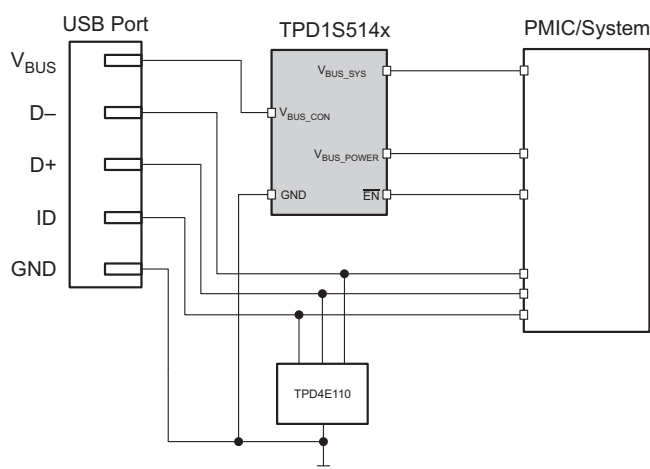 USB Port
TPD1S514x
PMIC/System
VBUS
D–
D+
ID
GND
VBUS_SYS
VBUS_CON
VBUS_POWER
GND
EN
TPD4E110